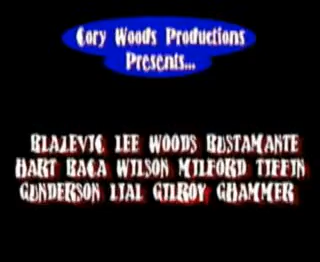 Cory Woods Productions
Presents...
BLAZEVIC LEE WOODS BUSTAMANTE
HART BACA WILSON MILFORD TIFFIN
GUNDERSON LIAL GILROY GHAMMER